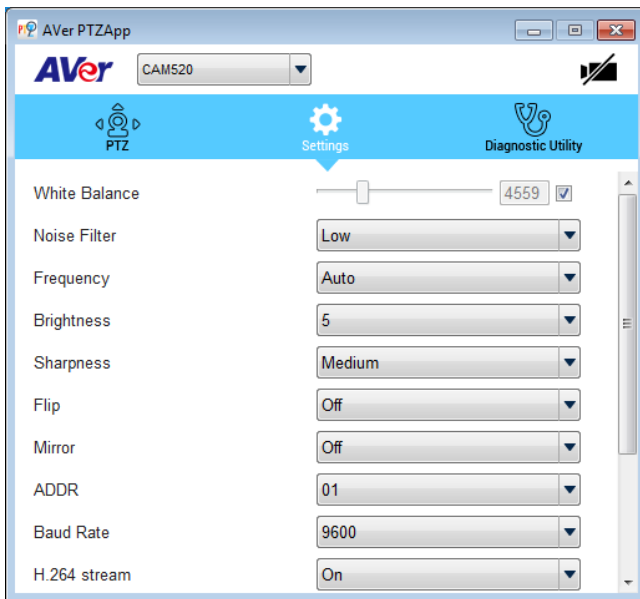 AVer PTZApp
AVer CAM520
PTZ Settings Diagnostic Utility
White Balance 4559
Noise Filter Low
Frequency Auto
Brightness 5
Sharpness Medium
Flip Off
Mirror Off
ADDR 01
Baud Rate 9600
H.264 stream On